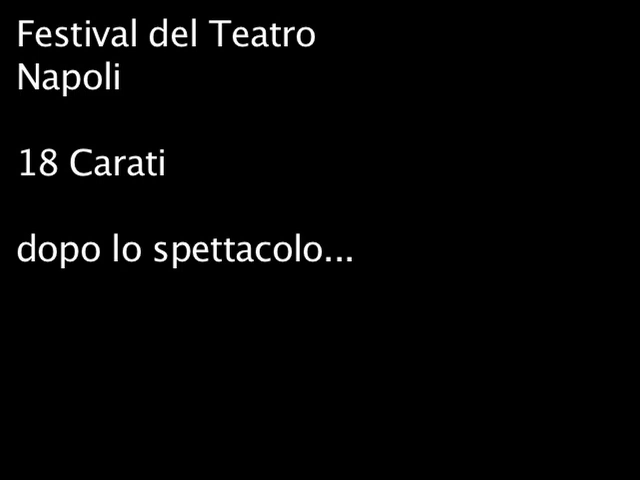 Festival del Teatro
Napoli
18 Carati
dopo lo spettacolo...